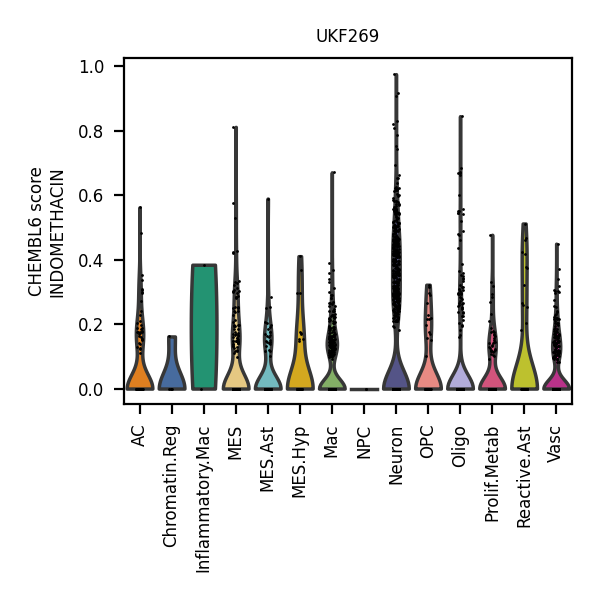 UKF269
CHEMBL6 score
INDOMETHACIN
1.0
0.8
0.6
0.4
0.2
0.0
AC
Chromatin.Reg
Inflammatory.Mac
MES
MES.Ast
MES.Hyp
Mac
NPC
Neuron
OPC
Oligo
Prolif.Metab
Reactive.Ast
Vasc